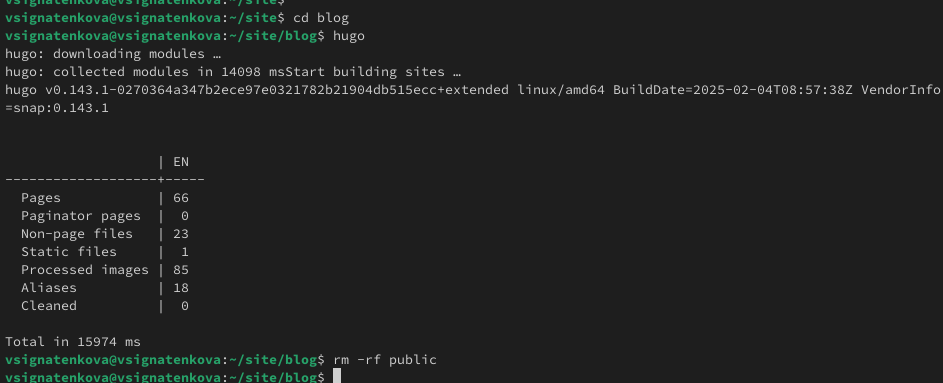 vsignatenkova@vsignatenkova:~/site$
vsignatenkova@vsignatenkova:~/site$ cd blog
vsignatenkova@vsignatenkova:~/site/blog$ hugo
hugo: downloading modules …
hugo: collected modules in 14098 msStart building sites …
hugo v0.143.1-0270364a347b2ece97e0321782b21904db515ecc+extended linux/amd64 BuildDate=2025-02-04T08:57:38Z VendorInfo
=snap:0.143.1
                   | EN
-------------------+-----
  Pages            | 66
  Paginator pages  |  0
  Non-page files   | 23
  Static files     |  1
  Processed images | 85
  Aliases          | 18
  Cleaned          |  0
Total in 15974 ms
vsignatenkova@vsignatenkova:~/site/blog$ rm -rf public
vsignatenkova@vsignatenkova:~/site/blog$